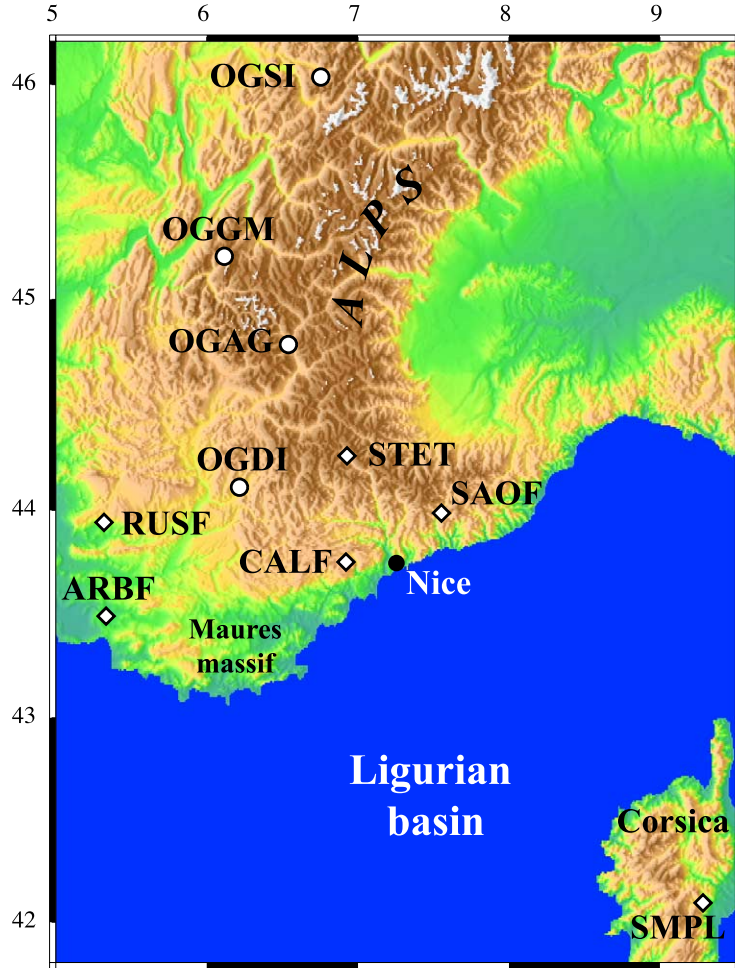 5 6 7 8 9
46
OGSI
ALPS
OGGM
45
OGAG
STET
OGDI
SAOF
44
RUSF
CALF
Nice
ARBF
Maures
massif
43
Ligurian
basin
Corsica
42
SMPL